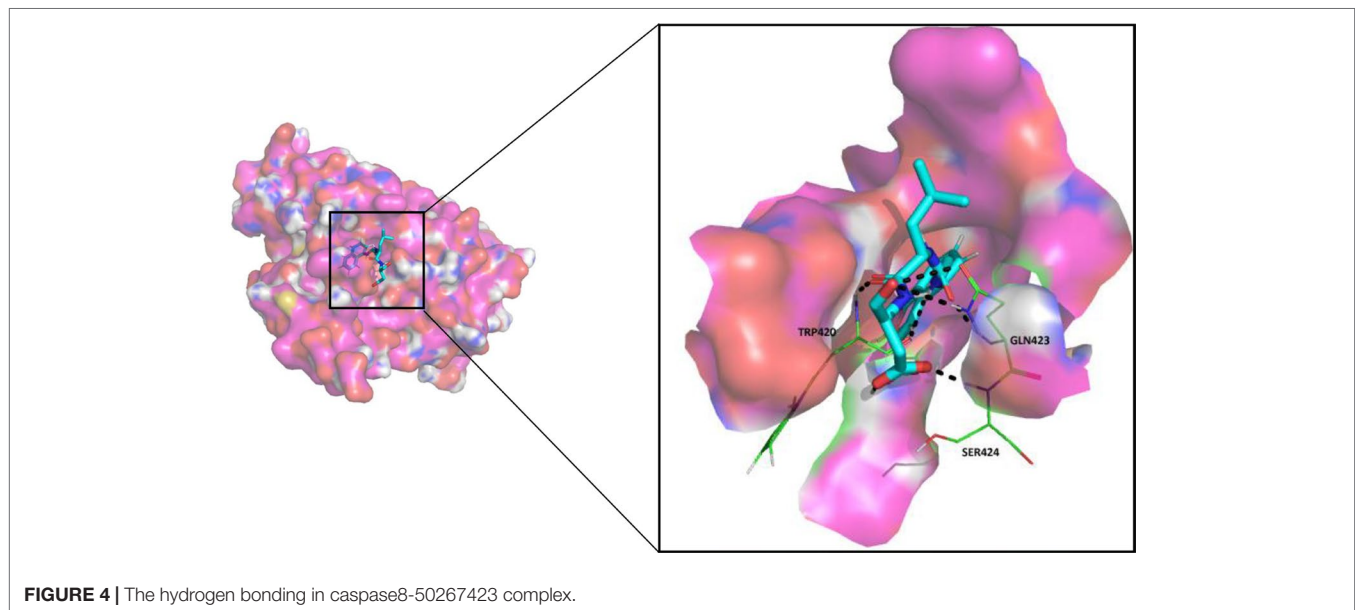 TRP420
GLN423
SER424
FIGURE 4 | The hydrogen bonding in caspase8-50267423 complex.